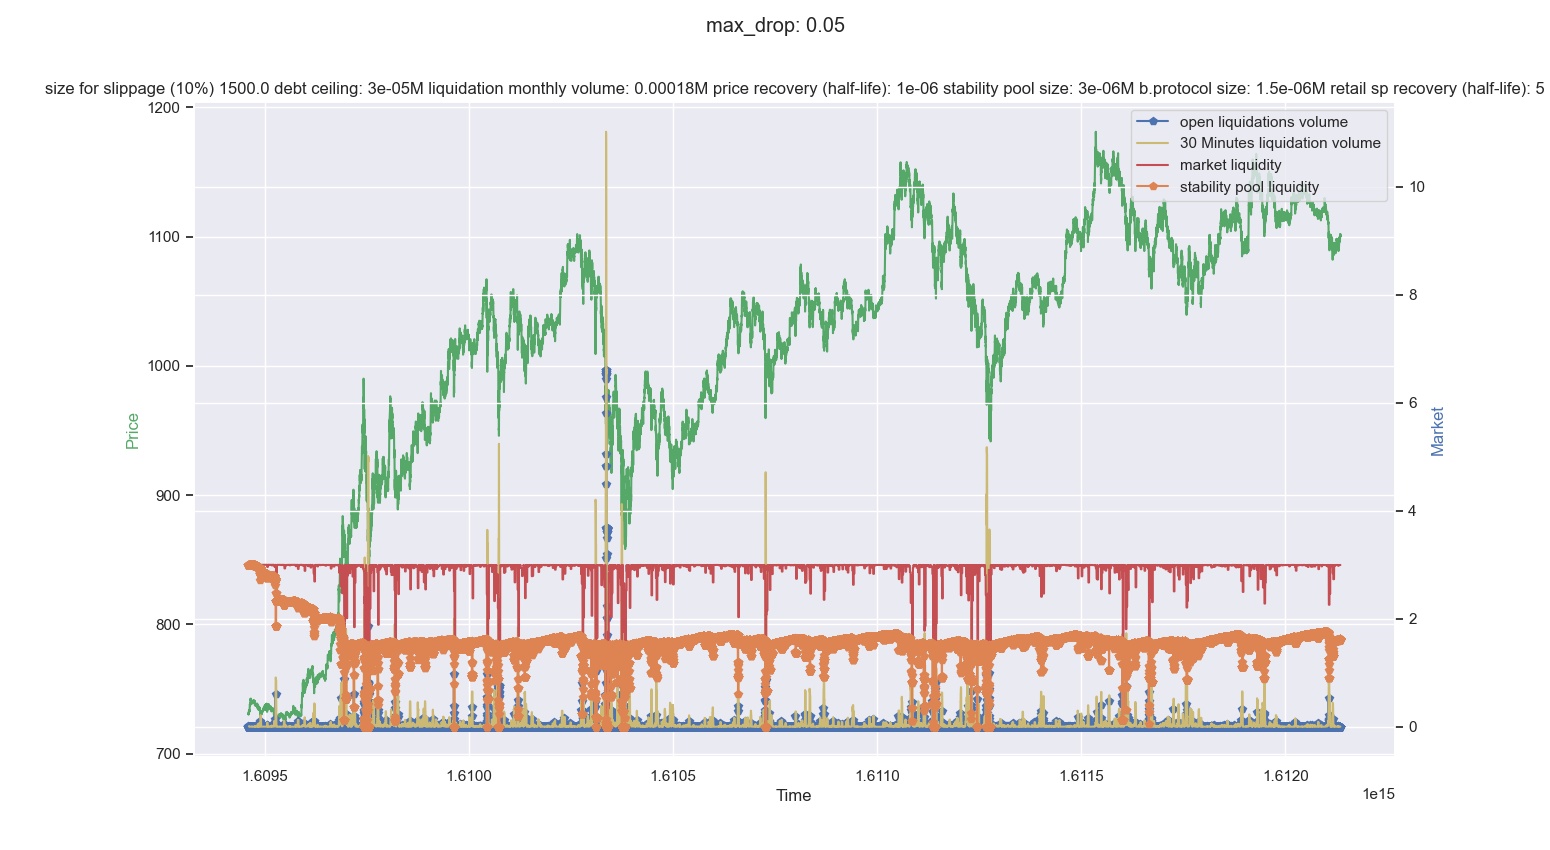 max_drop: 0.05
size for slippage (10%) 1500.0 debt ceiling: 3e-05M liquidation monthly volume: 0.00018M price recovery (half-life): 1e-06 stability pool size: 3e-06M b.protocol size: 1.5e-06M retail sp recovery (half-life): 5
open liquidations volume
30 Minutes liquidation volume
market liquidity
stability pool liquidity
1200
1100
1000
900
800
700
Price
10
8
6
4
2
0
Market
1.6095 1.6100 1.6105 1.6110 1.6115 1.6120
1e15
Time